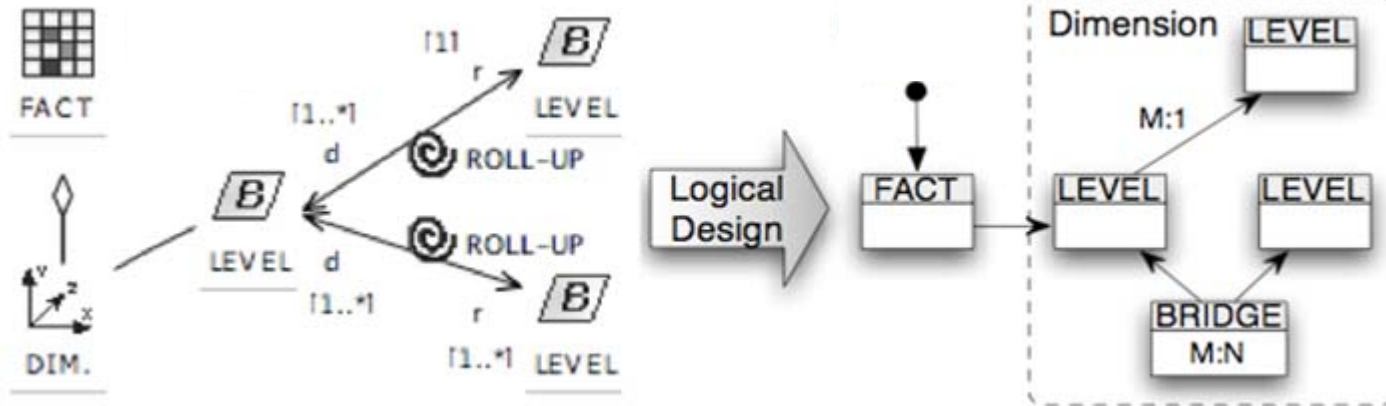 FACT
DIM.
V
z
X
B
LEVEL
[1..*]
d
[1]
r
B
LEVEL
ROLL-UP
ROLL-UP
d
[1..*]
r
[1..*]
B
LEVEL
Logical
Design
FACT
Dimension
LEVEL
M:1
LEVEL
LEVEL
BRIDGE
M:N